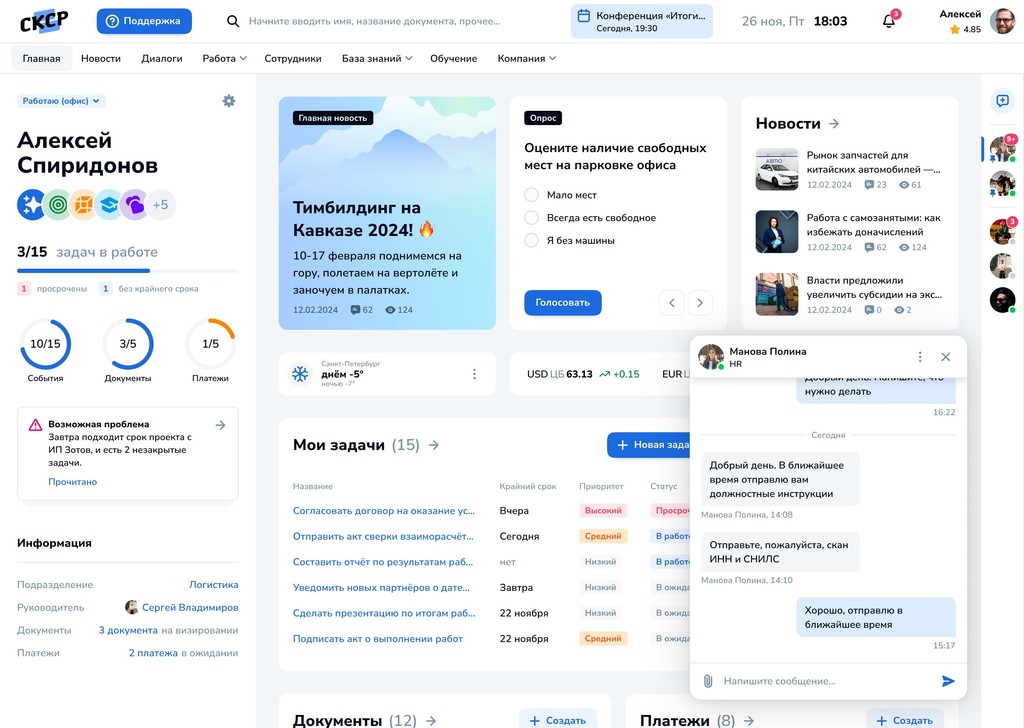 СКСР
Поддержка
Начните вводить имя, название документа, прочее...
Конференция «Итоги...
Сегодня, 19:30
26 ноя, Пт 18:03
3
Алексей
4.85
Главная Новости Диалоги Работа Сотрудники База знаний Обучение Компания
Работаю (офис)
Алексей
Спиридонов
+5
3/15 задач в работе
1 просрочены 1 без крайнего срока
10/15 3/5 1/5
События Документы Платежи
Возможная проблема
Завтра подходит срок проекта с
ИП Зотов, и есть 2 незакрытые
задачи.
Прочитано
Информация
Подразделение Логистика
Руководитель Сергей Владимиров
Документы 3 документа на визировании
Платежи 2 платежа в ожидании
Главная новость
Тимбилдинг на
Кавказе 2024! 🔥
10-17 февраля поднимемся на
гору, полетаем на вертолёте и
заночуем в палатках.
12.02.2024 62 124
Опрос
Оцените наличие свободных
мест на парковке офиса
Мало мест
Всегда есть свободное
Я без машины
Голосовать
Новости
АВТО
Рынок запчастей для
китайских автомобилей —...
12.02.2024 23 61
Работа с самозанятыми: как
избежать доначислений
12.02.2024 62 124
Власти предложили
увеличить субсидии на экс...
12.02.2024 0 2
Санкт-Петербург
днём -5°
ночью -7°
USD ЦБ 63.13 +0.15 EUR Ц
Мои задачи (15)
Новая зада
Название Крайний срок Приоритет Статус
Согласовать договор на оказание ус... Вчера Высокий Просроч
Отправить акт сверки взаиморасчёт... Сегодня Средний В работе
Составить отчёт по результатам раб... нет Низкий В работе
Уведомить новых партнёров о дате... Завтра Низкий В ожида
Сделать презентацию по итогам раб... 22 ноября Низкий В ожида
Подписать акт о выполнении работ 22 ноября Средний В ожида
Документы (12) Создать
Платежи (8) Создать
Манова Полина
HR
Добрый день. Напишите, что
нужно делать
16:22
Сегодня
Добрый день. В ближайшее
время отправлю вам
должностные инструкции
Манова Полина, 14:08
Отправьте, пожалуйста, скан
ИНН и СНИЛС
Манова Полина, 14:10
Хорошо, отправлю в
ближайшее время
15:17
Напишите сообщение...
9+
3